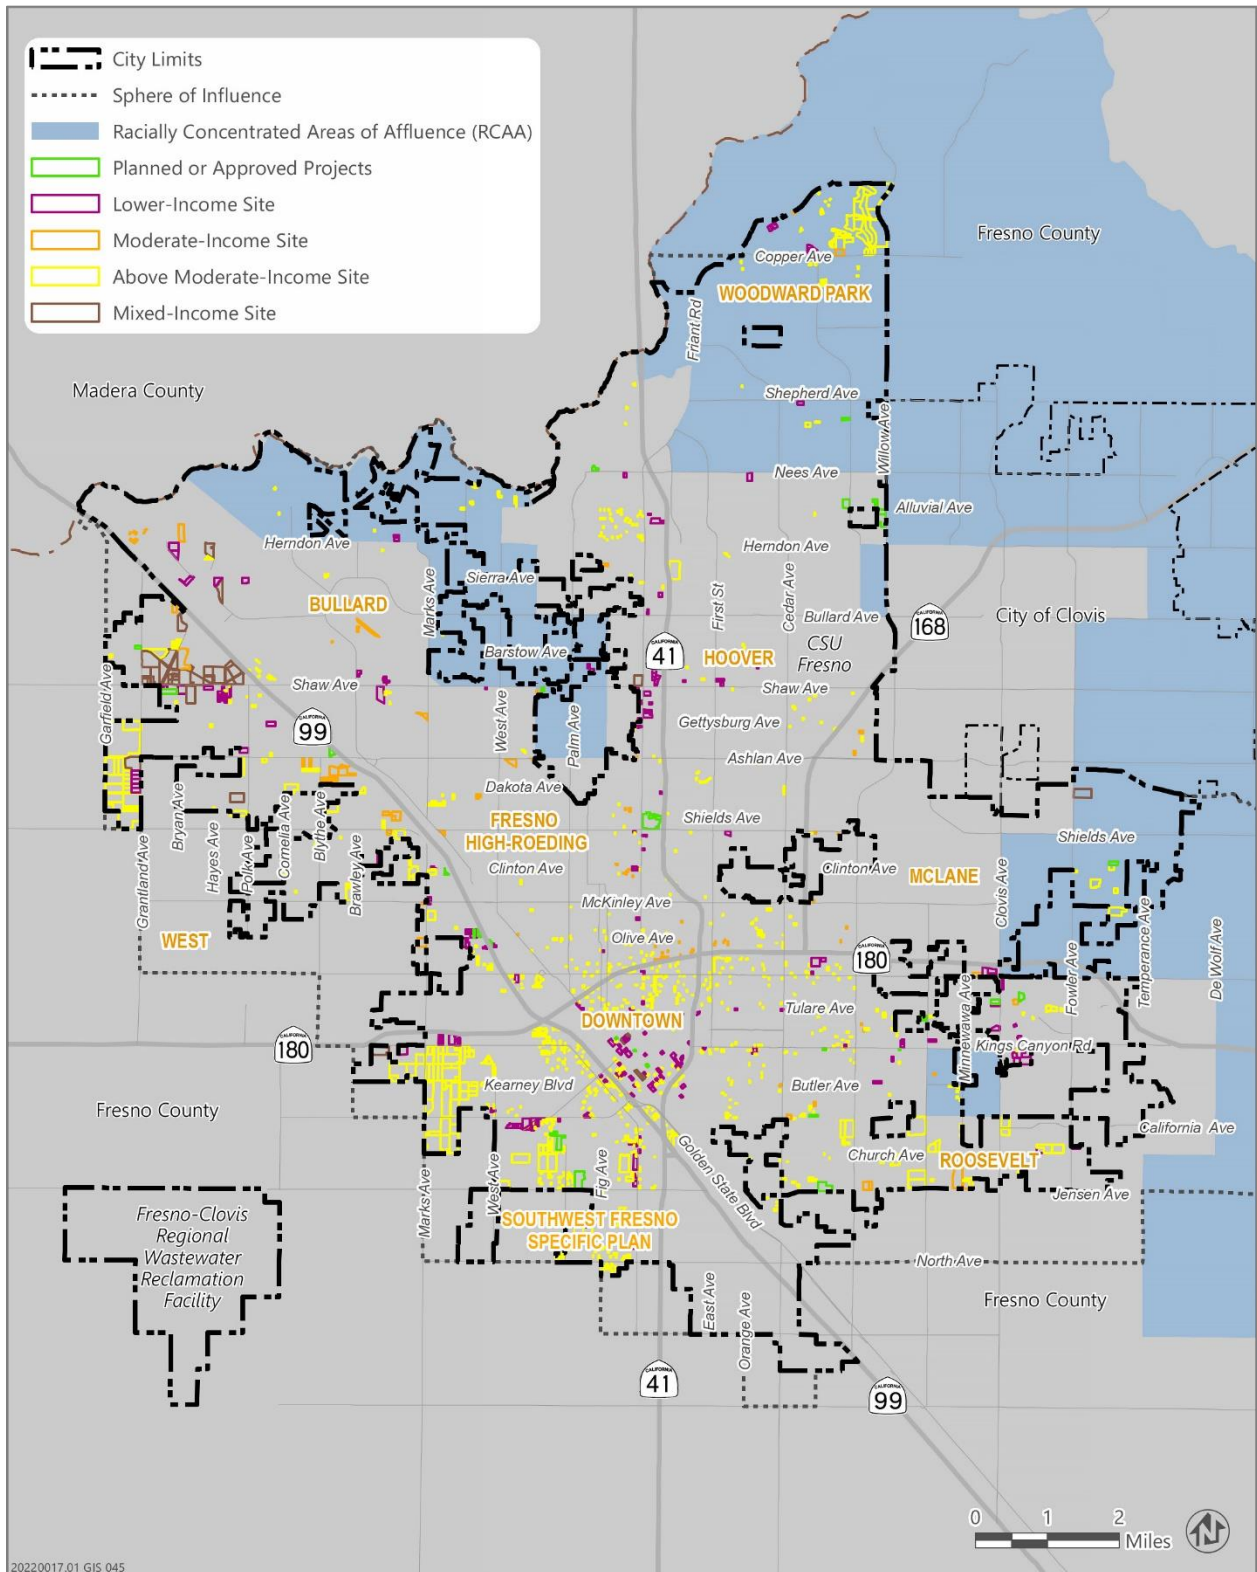 City Limits
Sphere of Influence
Racially Concentrated Areas of Affluence (RCAA)
Planned or Approved Projects
Lower-Income Site
Moderate-Income Site
Above Moderate-Income Site
Mixed-Income Site
Fresno County
Copper Ave
WOODWARD PARK
Friant Rd
Madera County
Shepherd Ave
Willow Ave
Nees Ave
Alluvial Ave
Herndon Ave
Herndon Ave
Marks Ave
Sierra Ave
First St
Cedar Ave
BULLARD
Bullard Ave
CALIFORNIA
168
City of Clovis
CALIFORNIA
41
Barstow Ave
HOOVER
CSU
Fresno
Garfield Ave
Shaw Ave
Shaw Ave
CALIFORNIA
99
West Ave
Palm Ave
Gettysburg Ave
Ashlan Ave
Dakota Ave
Bryan Ave
Cornelia Ave
Blythe Ave
FRESNO
HIGH-ROEDING
Shields Ave
Shields Ave
Grantland Ave
Hayes Ave
Polk Ave
Brawley Ave
Clinton Ave
Clinton Ave
MCLANE
Clovis Ave
McKinley Ave
WEST
Olive Ave
CALIFORNIA
180
Fowler Ave
Temperance Ave
De Wolf Ave
Tulare Ave
Minnewawa Ave
DOWNTOWN
CALIFORNIA
180
Kings Canyon Rd
Kearney Blvd
Butler Ave
Fresno County
California Ave
Golden State Blvd
Church Ave
ROOSEVELT
Marks Ave
West Ave
Fig Ave
Jensen Ave
Fresno-Clovis
Regional
Wastewater
Reclamation
Facility
SOUTHWEST FRESNO
SPECIFIC PLAN
North Ave
East Ave
Orange Ave
Fresno County
CALIFORNIA
41
CALIFORNIA
99
0 1 2
Miles
N
20220017.01 GIS 045